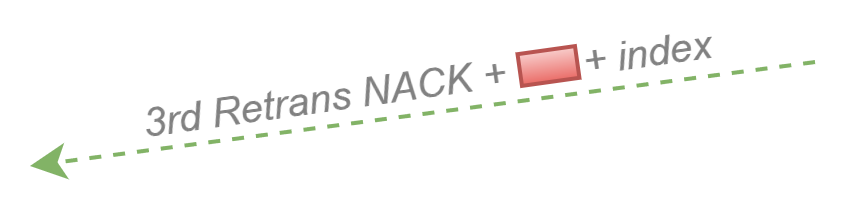 3rd Retrans NACK + + index